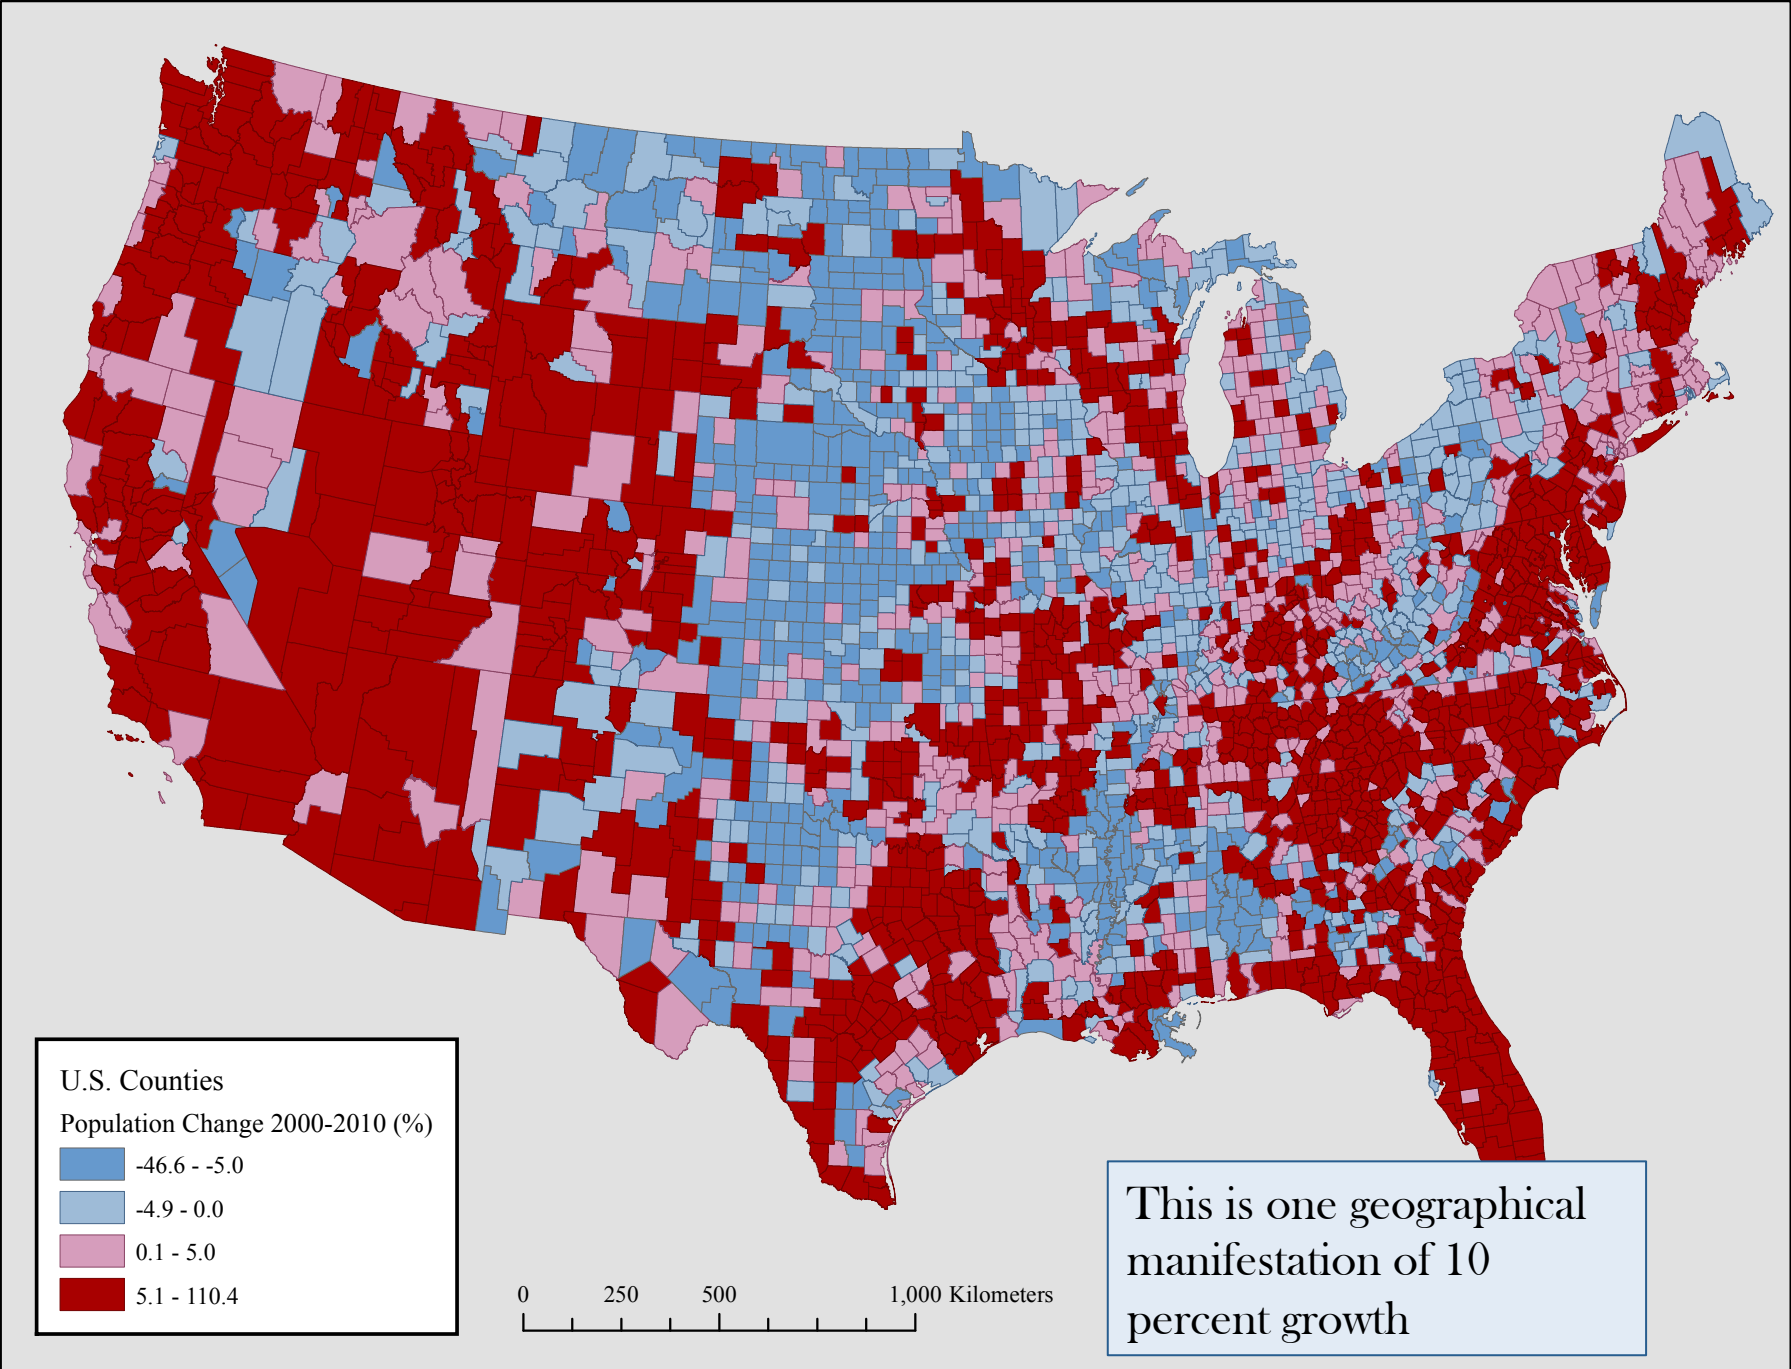 U.S. Counties
Population Change 2000-2010 (%)
-46.6 - -5.0
-4.9 - 0.0
0.1 - 5.0
5.1 - 110.4
0 250 500 1,000 Kilometers
This is one geographical
manifestation of 10
percent growth